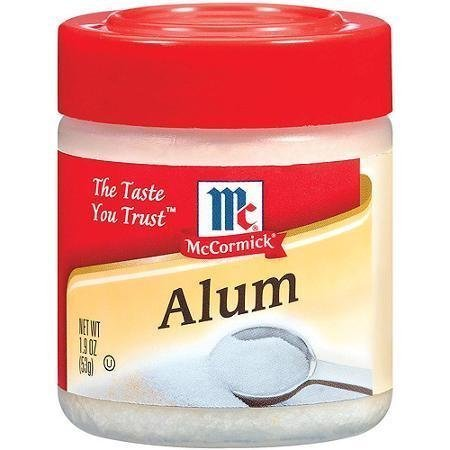 The Taste
You Trust™
Mc®
McCormick®
Alum
NET WT
1.9 OZ
(53g)
U